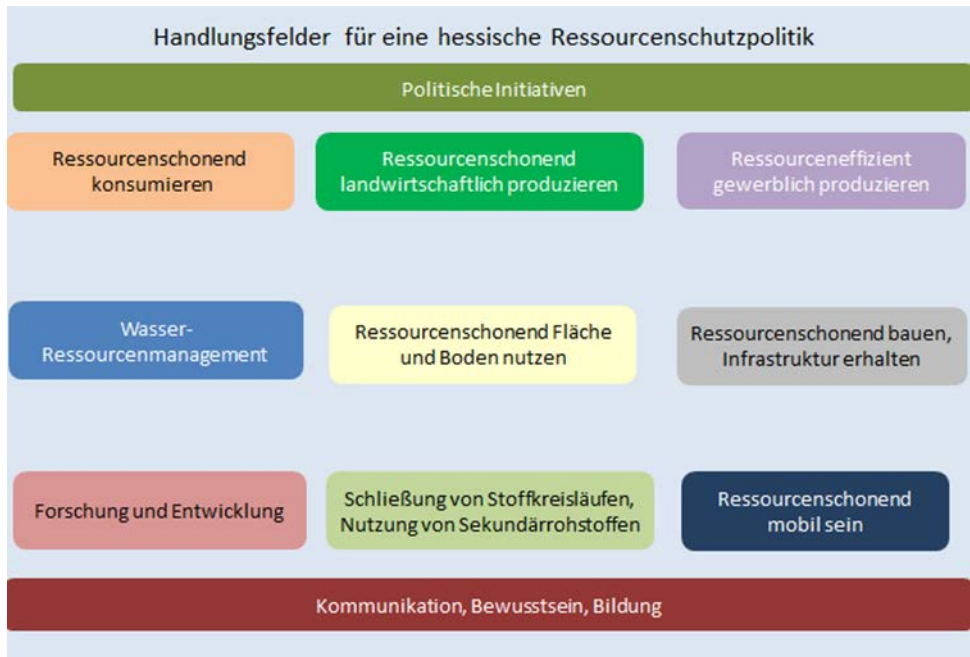 Handlungsfelder für eine hessische Ressourcenschutzpolitik
Politische Initiativen
Ressourcenschonend
konsumieren
Ressourcenschonend
landwirtschaftlich produzieren
Ressourceneffizient
gewerblich produzieren
Wasser-
Ressourcenmanagement
Ressourcenschonend Fläche
und Boden nutzen
Ressourcenschonend bauen,
Infrastruktur erhalten
Forschung und Entwicklung
Schließung von Stoffkreisläufen,
Nutzung von Sekundärrohstoffen
Ressourcenschonend
mobil sein
Kommunikation, Bewusstsein, Bildung